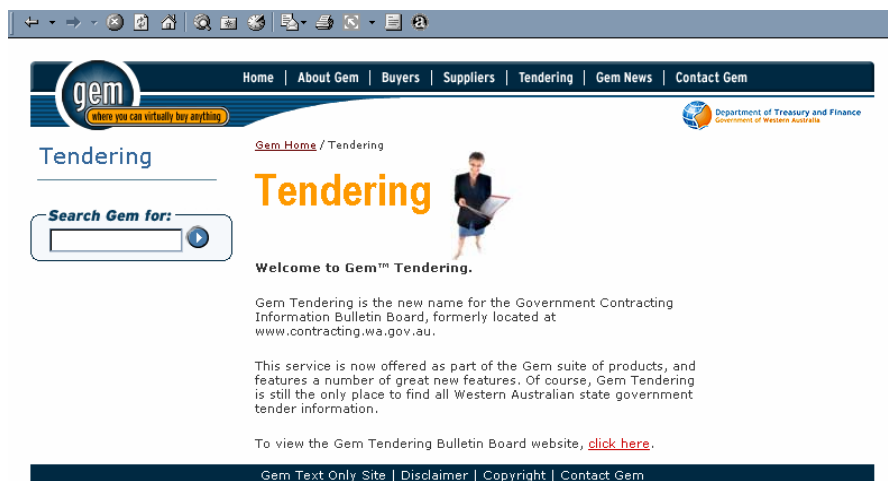 Home | About Gem | Buyers | Suppliers | Tendering | Gem News | Contact Gem
gem
where you can virtually buy anything
Department of Treasury and Finance
Government of Western Australia
Tendering
Gem Home / Tendering
Tendering
Search Gem for:
Welcome to Gem™ Tendering.
Gem Tendering is the new name for the Government Contracting
Information Bulletin Board, formerly located at
www.contracting.wa.gov.au.
This service is now offered as part of the Gem suite of products, and
features a number of great new features. Of course, Gem Tendering
is still the only place to find all Western Australian state government
tender information.
To view the Gem Tendering Bulletin Board website, click here.
Gem Text Only Site | Disclaimer | Copyright | Contact Gem